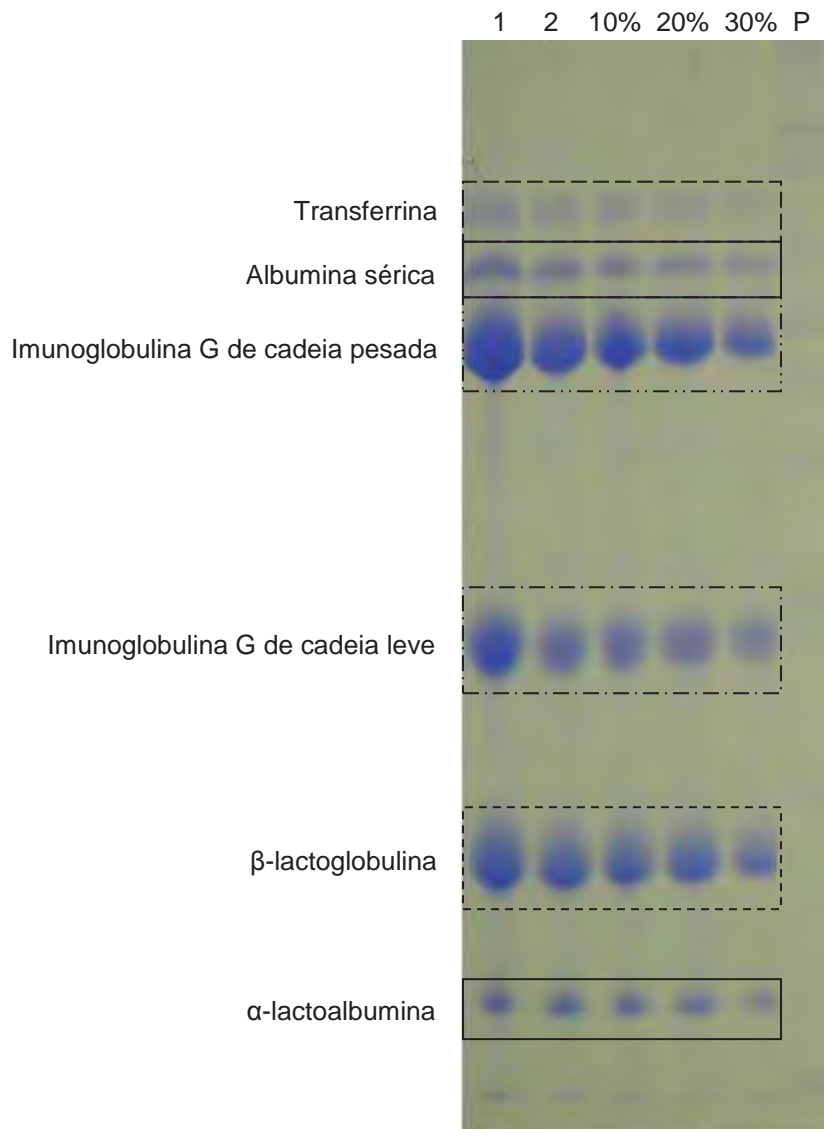 1 2 10% 20% 30% P
Transferrina
Albumina sérica
Imunoglobulina G de cadeia pesada
Imunoglobulina G de cadeia leve
β-lactoglobulina
α-lactoalbumina